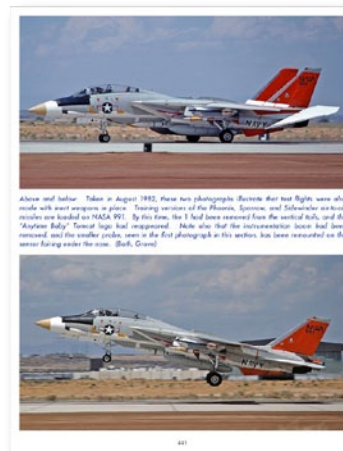 NASA
NAVY
Above and below: Taken in August 1982, these two photographs illustrate that test flights were also
made with inert weapons in place. Training versions of the Phoenix, Sparrow, and Sidewinder air-to-air
missiles are loaded on NASA 991. By this time, the 1 had been removed from the vertical tails, and the
"Anytime Baby" Tomcat logo had reappeared. Note also that the instrumentation boom had been
removed, and the smaller probe, seen in the first photograph in this section, has been remounted on the
sensor fairing under the nose. (Both, Grove)
NASA
NAVY